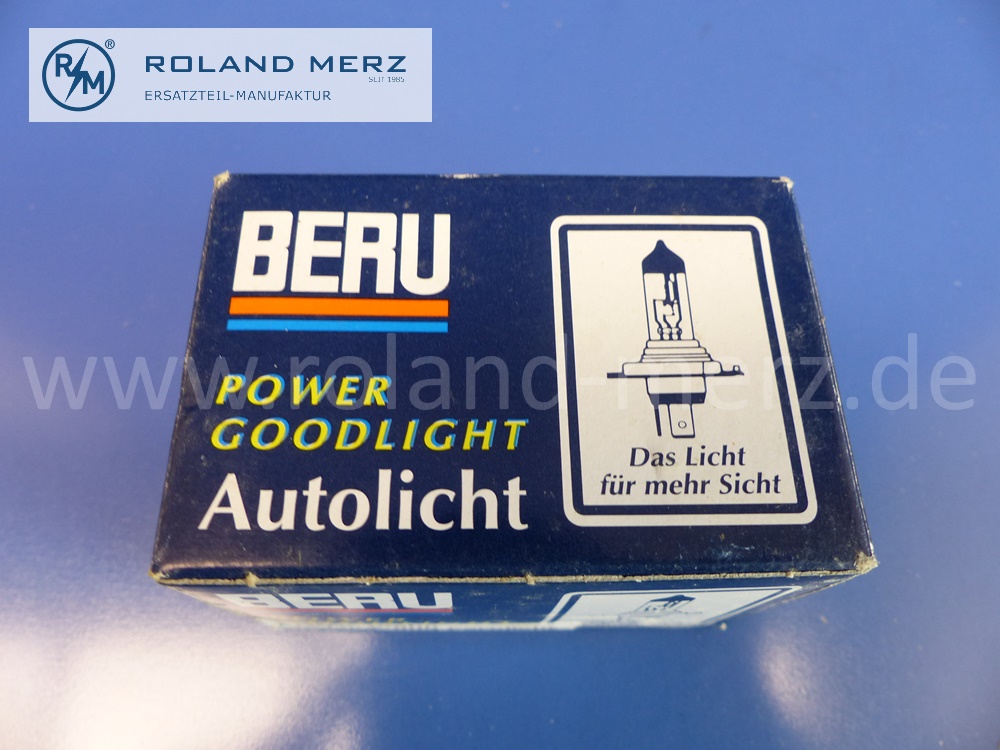 R/M®
ROLAND MERZ
SEIT 1985
ERSATZTEIL-MANUFAKTUR
BERU
www.roland-merz.de
POWER
GOODLIGHT
Autolicht
Das Licht
für mehr Sicht
BERU